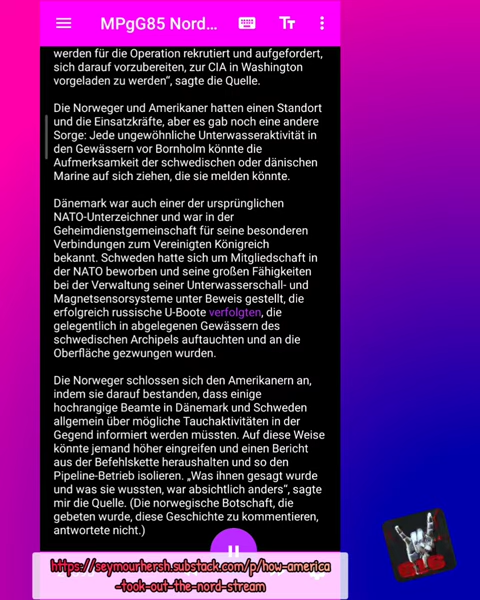 MPgG85 Nord...
Tт
werden für die Operation rekrutiert und aufgefordert,
sich darauf vorzubereiten, zur CIA in Washington
vorgeladen zu werden“, sagte die Quelle.
Die Norweger und Amerikaner hatten einen Standort
und die Einsatzkräfte, aber es gab noch eine andere
Sorge: Jede ungewöhnliche Unterwasseraktivität in
den Gewässern vor Bornholm könnte die
Aufmerksamkeit der schwedischen oder dänischen
Marine auf sich ziehen, die sie melden könnte.
Dänemark war auch einer der ursprünglichen
NATO-Unterzeichner und war in der
Geheimdienstgemeinschaft für seine besonderen
Verbindungen zum Vereinigten Königreich
bekannt. Schweden hatte sich um Mitgliedschaft in
der NATO beworben und seine großen Fähigkeiten
bei der Verwaltung seiner Unterwasserschall- und
Magnetsensorsysteme unter Beweis gestellt, die
erfolgreich russische U-Boote verfolgten, die
gelegentlich in abgelegenen Gewässern des
schwedischen Archipels auftauchten und an die
Oberfläche gezwungen wurden.
Die Norweger schlossen sich den Amerikanern an,
indem sie darauf bestanden, dass einige
hochrangige Beamte in Dänemark und Schweden
allgemein über mögliche Tauchaktivitäten in der
Gegend informiert werden müssten. Auf diese Weise
könnte jemand höher eingreifen und einen Bericht
aus der Befehlskette heraushalten und so den
Pipeline-Betrieb isolieren. „Was ihnen gesagt wurde
und was sie wussten, war absichtlich anders“, sagte
mir die Quelle. (Die norwegische Botschaft, die
gebeten wurde, diese Geschichte zu kommentieren,
antwortete nicht.)
https://seymourhersh.substack.com/p/how-america
-took-out-the-nord-stream